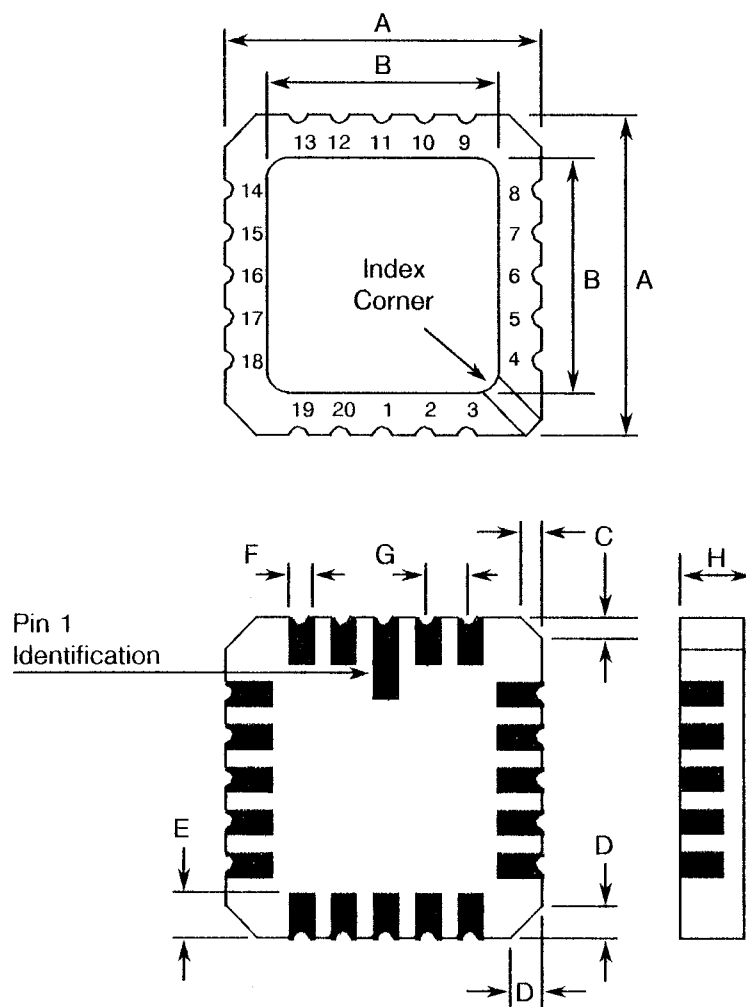 A
B
13 12 11 10 9
14 8
15 7
16 6
17 5
18 4
Index
Corner
B A
19 20 1 2 3
F G C H
Pin 1
Identification
E D
D